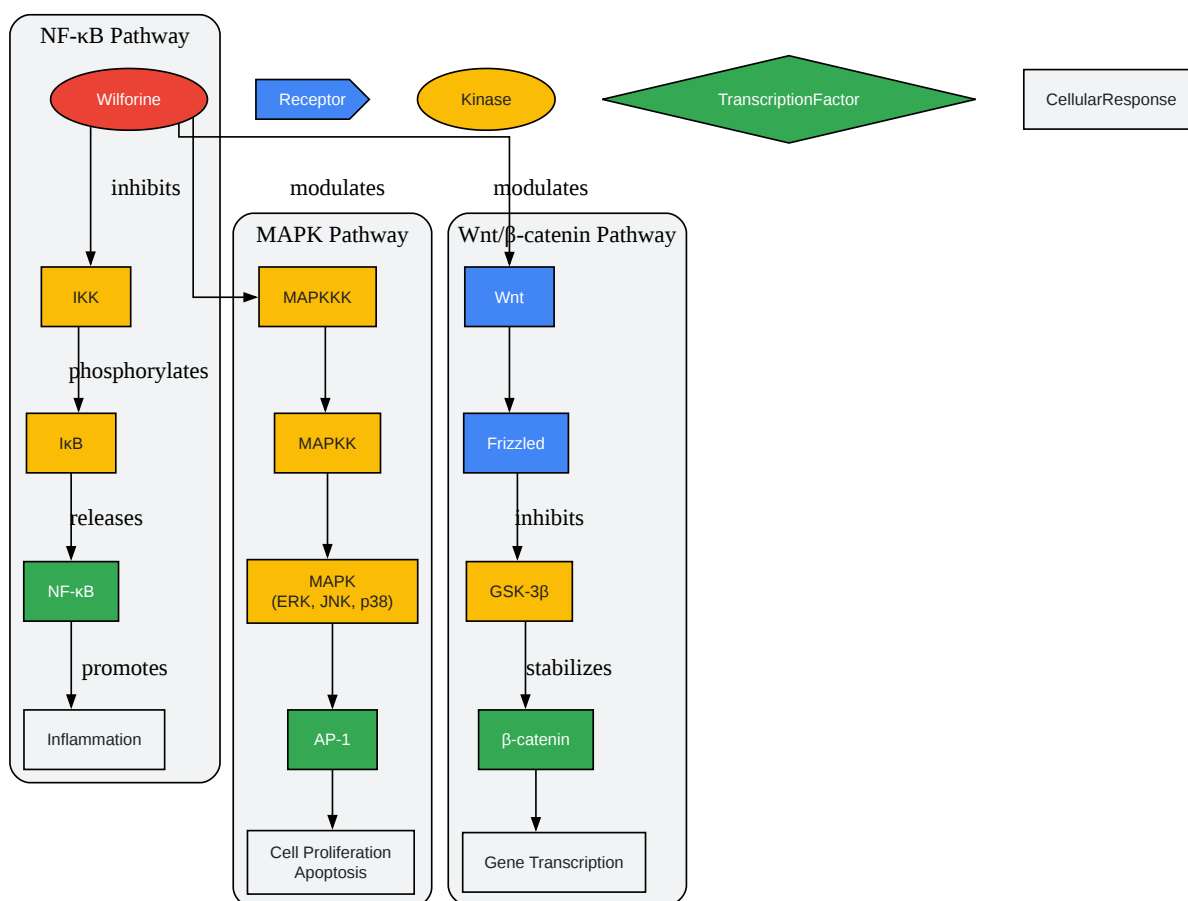 NF-κB Pathway
Wilforine
Receptor
Kinase
TranscriptionFactor
CellularResponse
inhibits
modulates
modulates
MAPK Pathway
Wnt/β-catenin Pathway
IKK
MAPKKK
Wnt
phosphorylates
IκB
MAPKK
Frizzled
releases
inhibits
NF-κB
MAPK
(ERK, JNK, p38)
GSK-3β
promotes
stabilizes
Inflammation
AP-1
β-catenin
Cell Proliferation
Apoptosis
Gene Transcription